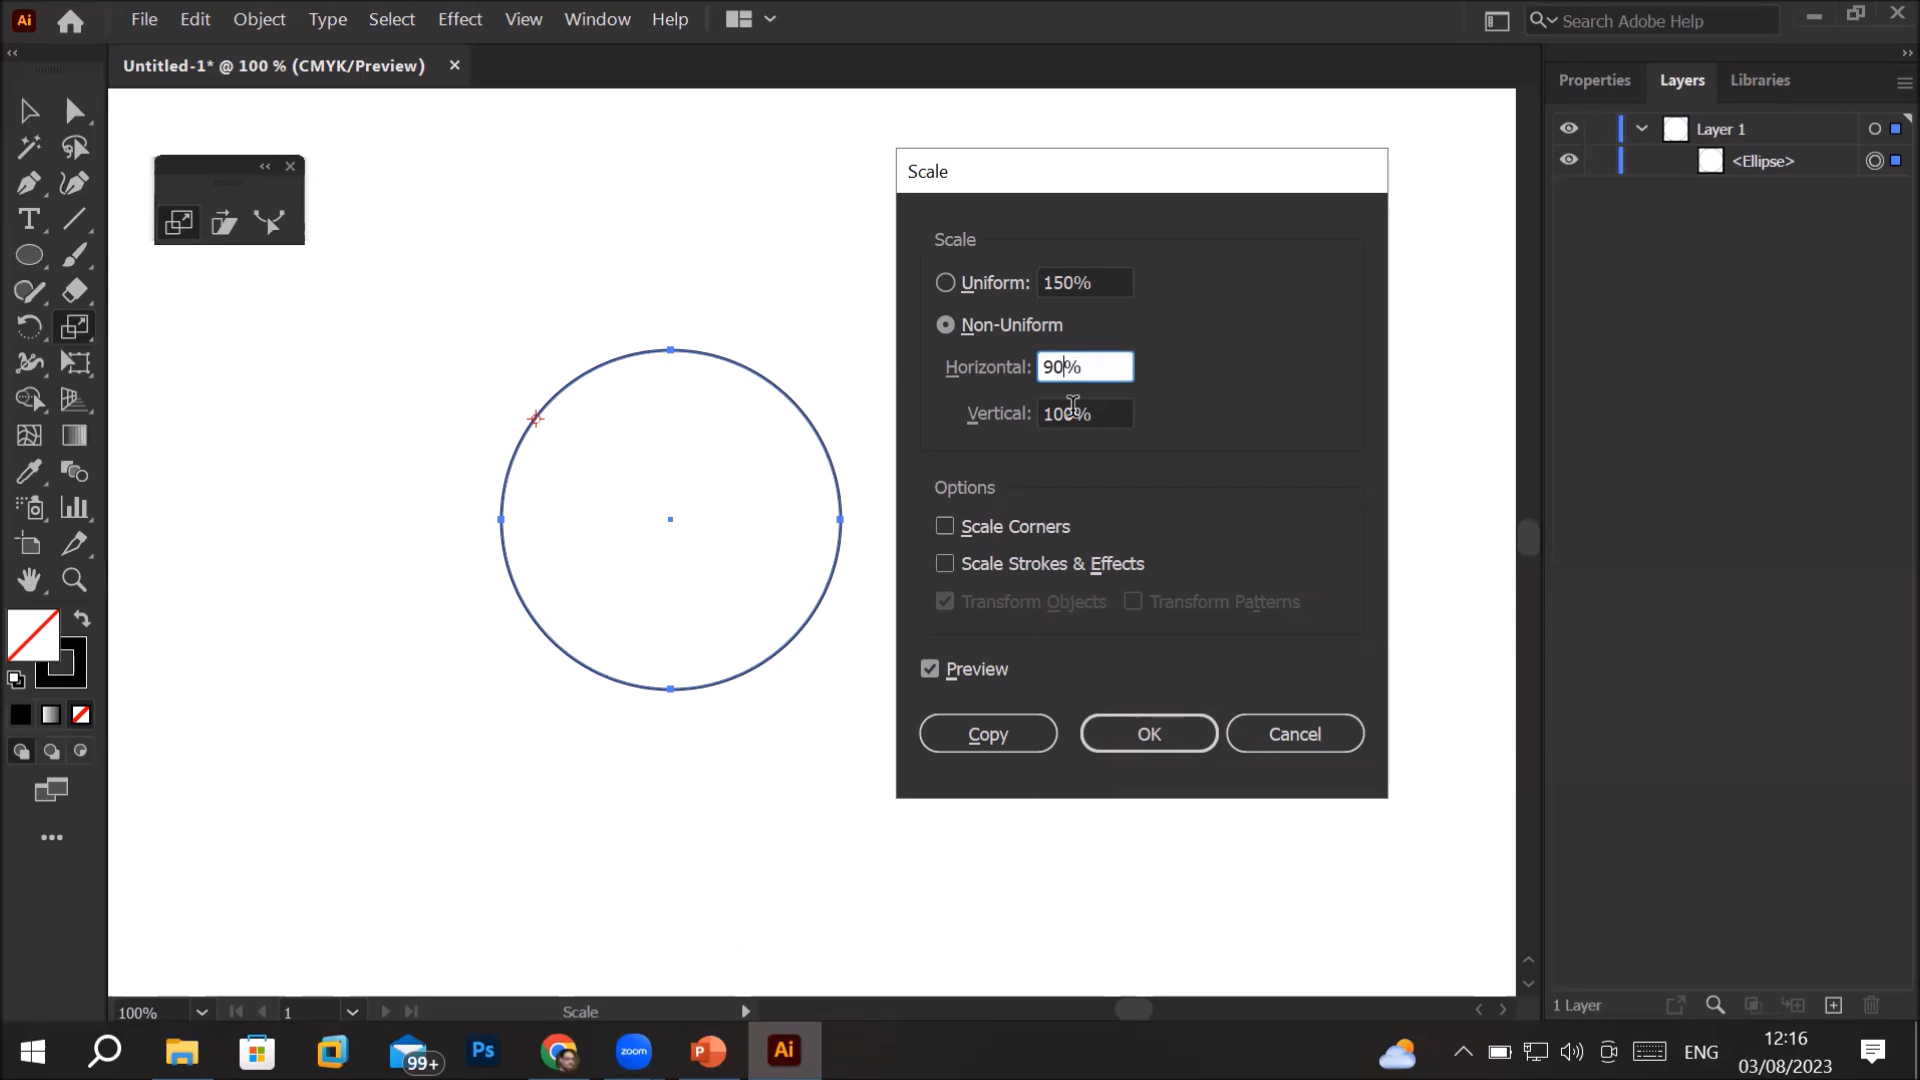 Ai File Edit Object Type Select Effect View Window Help Search Adobe Help
Untitled-1* @ 100 % (CMYK/Preview)
Properties Layers Libraries
Layer 1
<Ellipse>
Scale
Scale
Uniform: 150%
Non-Uniform
Horizontal: 90%
Vertical: 100%
Options
Scale Corners
Scale Strokes & Effects
Transform Objects Transform Patterns
Preview
Copy OK Cancel
T
100% 1 Scale
1 Layer
99+ Ps zoom P Ai
ENG
12:16
03/08/2023